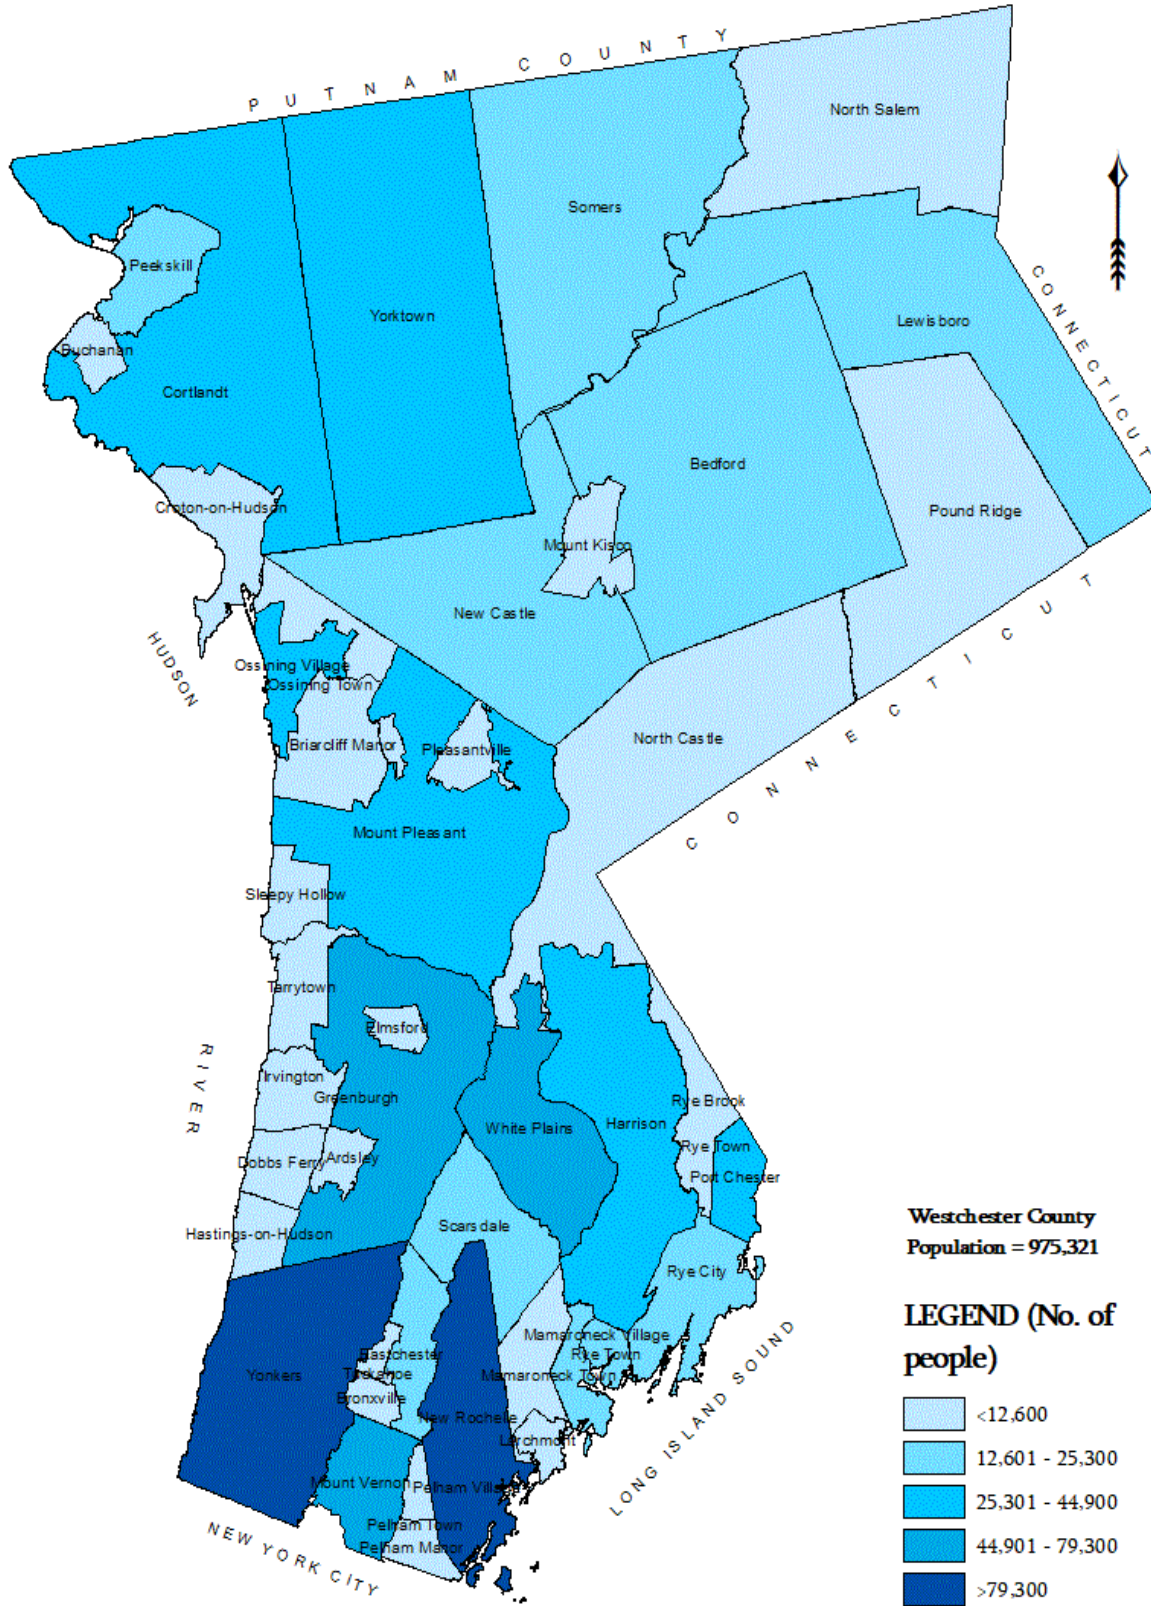 PUTNAM COUNTY
North Salem
Somers
Peekskill
Yorktown
Lewisboro
CONNECTICUT
Buchanan
Cortlandt
Bedford
Croton-on-Hudson
Pound Ridge
Mount Kisco
New Castle
HUDSON
Ossining Village
Ossining Town
CONNECTICUT
North Castle
Briarcliff Manor
Pleasantville
Mount Pleasant
Sleepy Hollow
Tarrytown
Elmsford
RIVER
Irvington
Greenburgh
Rye Brook
White Plains
Harrison
Rye Town
Dobbs Ferry
Ardsley
Port Chester
Scarsdale
Hastings-on-Hudson
Rye City
Mamaroneck Village
Eastchester
Rye Town
Yonkers
Tuckahoe
Mamaroneck Town
Bronxville
New Rochelle
Larchmont
LONG ISLAND SOUND
Mount Vernon
Pelham Village
Pelham Town
Pelham Manor
NEW YORK CITY
Westchester County
Population = 975,321
LEGEND (No. of
people)
<12,600
12,601 - 25,300
25,301 - 44,900
44,901 - 79,300
>79,300